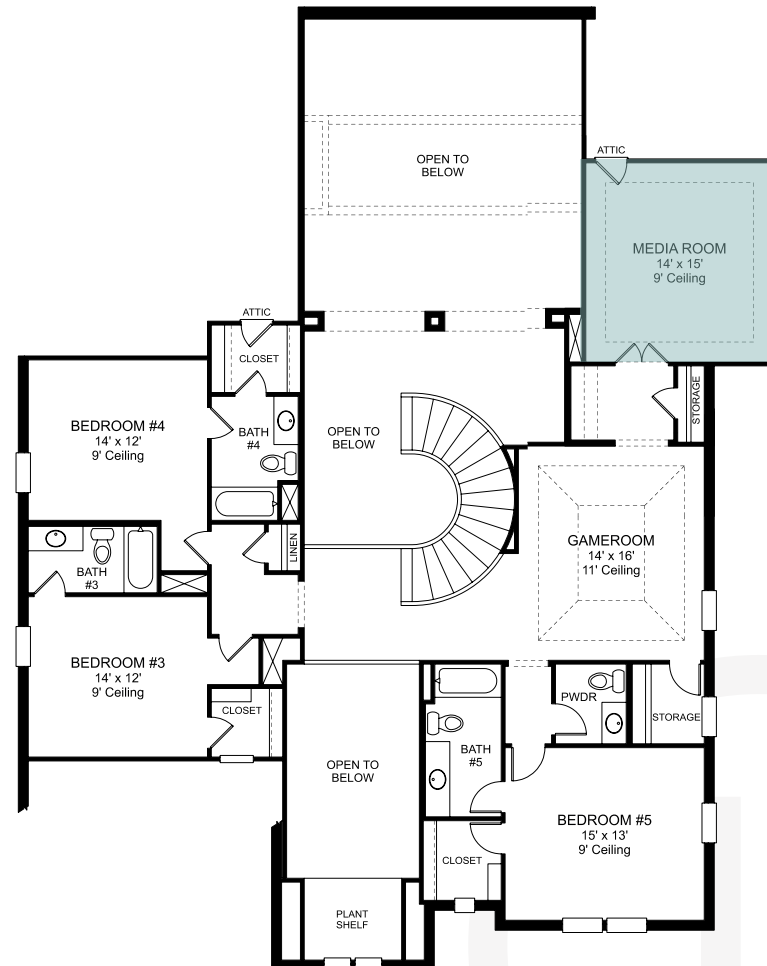 OPEN TO
BELOW
ATTIC
MEDIA ROOM
14' x 15'
9' Ceiling
ATTIC
CLOSET
STORAGE
BEDROOM #4
14' x 12'
9' Ceiling
BATH
#4
OPEN TO
BELOW
LINEN
GAMEROOM
14' x 16'
11' Ceiling
BATH
#3
BEDROOM #3
14' x 12'
9' Ceiling
CLOSET
PWDR
STORAGE
OPEN TO
BELOW
BATH
#5
BEDROOM #5
15' x 13'
9' Ceiling
CLOSET
PLANT
SHELF